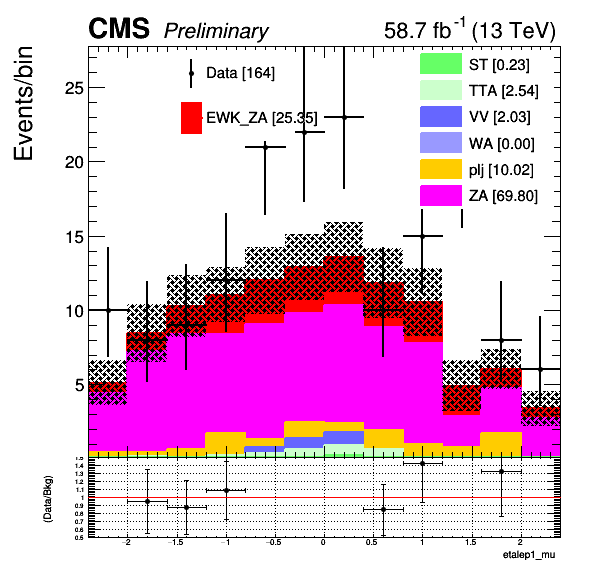 CMS Preliminary 58.7 fb⁻¹ (13 TeV)
Events/bin
Data [164]
EWK_ZA [25.35]
ST [0.23]
TTA [2.54]
VV [2.03]
WA [0.00]
plj [10.02]
ZA [69.80]
25
20
15
10
5
(Data/Bkg)
1.5
1.4
1.3
1.2
1.1
1
0.9
0.8
0.7
0.6
0.5
−2 −1.5 −1 −0.5 0 0.5 1 1.5 2
etalep1_mu